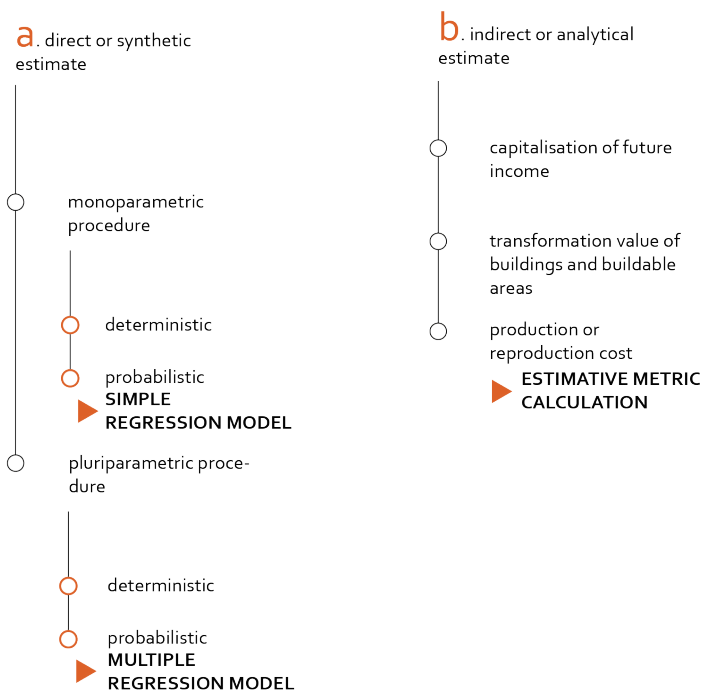 a. direct or synthetic
estimate
monoparametric
procedure
deterministic
probabilistic
SIMPLE
REGRESSION MODEL
pluriparametric proce-
dure
deterministic
probabilistic
MULTIPLE
REGRESSION MODEL
b. indirect or analytical
estimate
capitalisation of future
income
transformation value of
buildings and buildable
areas
production or
reproduction cost
ESTIMATIVE METRIC
CALCULATION